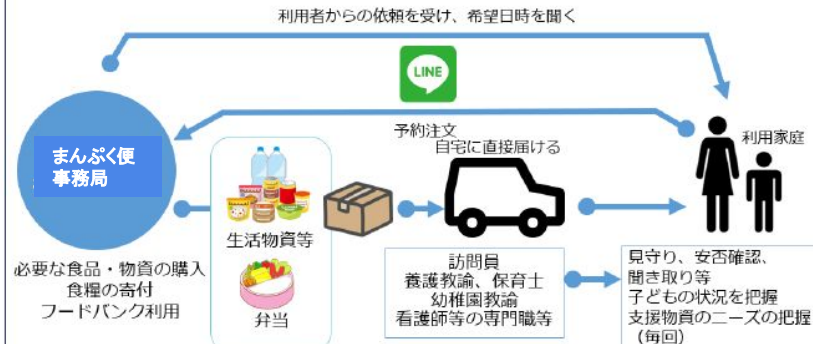 利用者からの依頼を受け、希望日時を聞く
LINE
予約注文
自宅に直接届ける
利用家庭
まんぷく便
事務局
生活物資等
弁当
必要な食品・物資の購入
食糧の寄付
フードバンク利用
訪問員
養護教諭、保育士
幼稚園教諭
看護師等の専門職等
見守り、安否確認、
聞き取り等
子どもの状況を把握
支援物資のニーズの把握
（毎回）